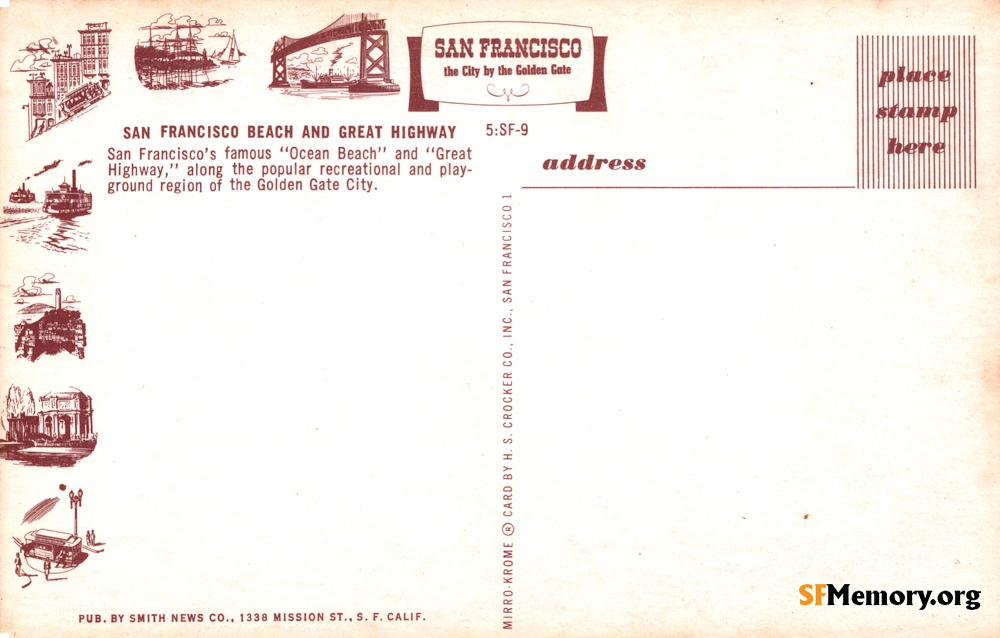 SAN FRANCISCO
the City by the Golden Gate
place
stamp
here
SAN FRANCISCO BEACH AND GREAT HIGHWAY 5:SF-9
San Francisco's famous "Ocean Beach" and "Great
Highway," along the popular recreational and play-
ground region of the Golden Gate City.
address
MIRRO-KROME ® CARD BY H. S. CROCKER CO., INC., SAN FRANCISCO 1
PUB. BY SMITH NEWS CO., 1338 MISSION ST., S. F. CALIF.
SFMemory.org